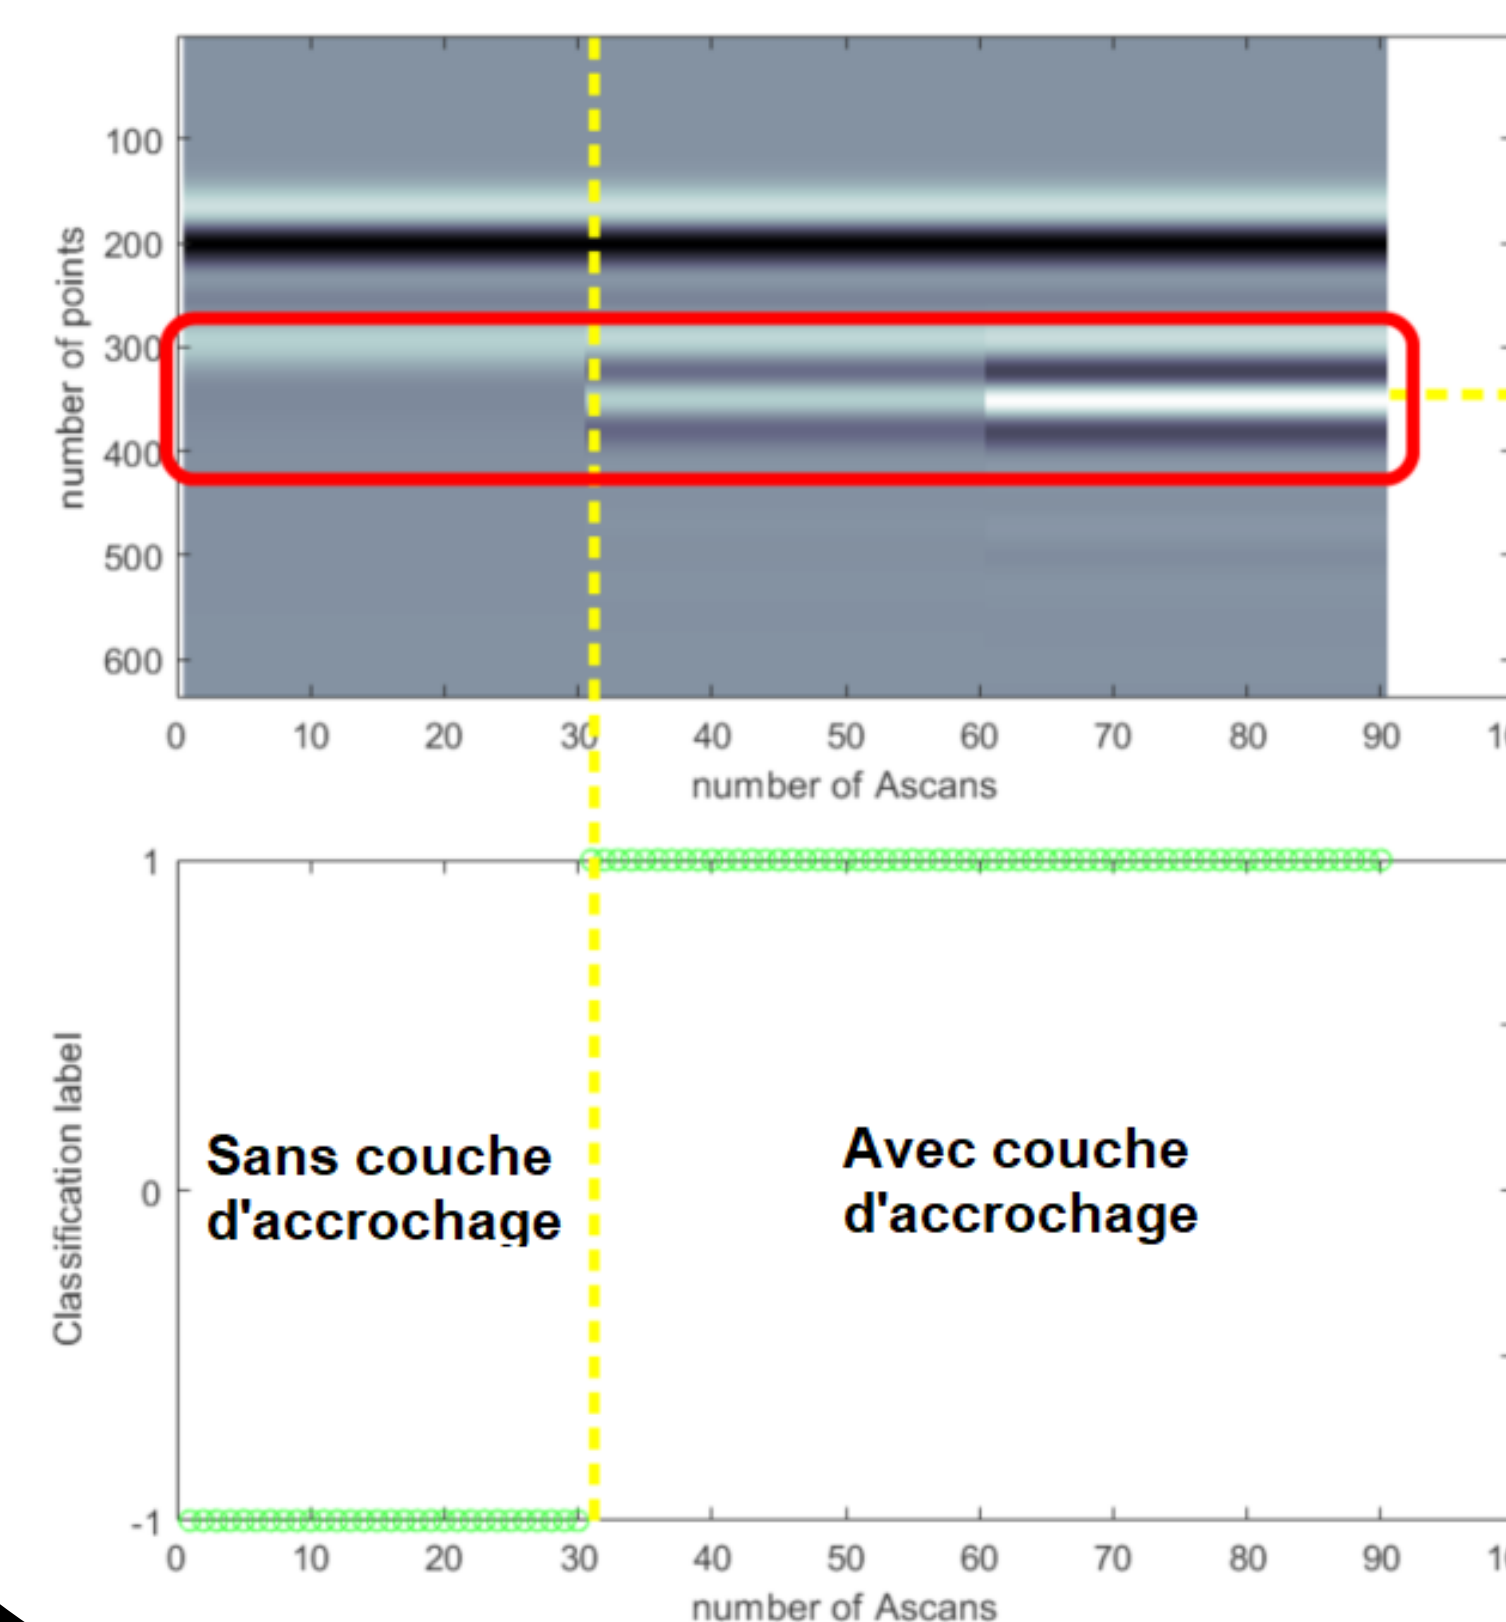 100
200
300
400
500
600
number of points
0 10 20 30 40 50 60 70 80 90
number of Ascans
1
0
-1
Classification label
Sans couche
d'accrochage
Avec couche
d'accrochage
0 10 20 30 40 50 60 70 80 90
number of Ascans